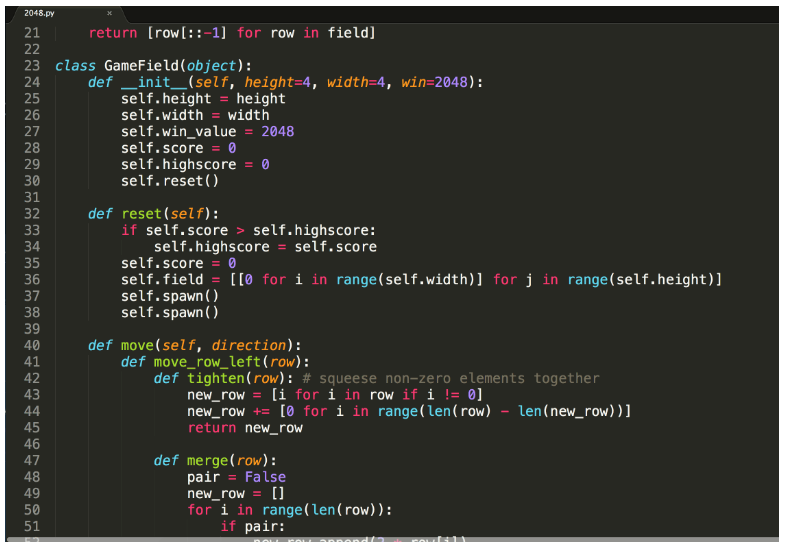 2048.py ×
21 return [row[::-1] for row in field]
22
23 class GameField(object):
24 def __init__(self, height=4, width=4, win=2048):
25 self.height = height
26 self.width = width
27 self.win_value = 2048
28 self.score = 0
29 self.highscore = 0
30 self.reset()
31
32 def reset(self):
33 if self.score > self.highscore:
34 self.highscore = self.score
35 self.score = 0
36 self.field = [[0 for i in range(self.width)] for j in range(self.height)]
37 self.spawn()
38 self.spawn()
39
40 def move(self, direction):
41 def move_row_left(row):
42 def tighten(row): # squeese non-zero elements together
43 new_row = [i for i in row if i != 0]
44 new_row += [0 for i in range(len(row) - len(new_row))]
45 return new_row
46
47 def merge(row):
48 pair = False
49 new_row = []
50 for i in range(len(row)):
51 if pair: